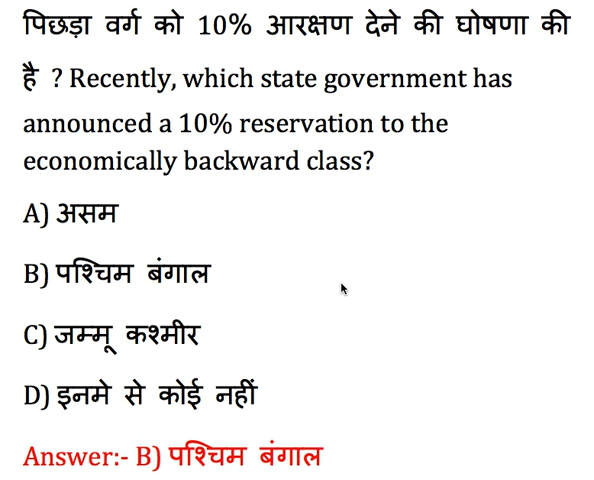 पिछड़ा वर्ग को 10% आरक्षण देने की घोषणा की
है ? Recently, which state government has
announced a 10% reservation to the
economically backward class?
A) असम
B) पश्चिम बंगाल
C) जम्मू कश्मीर
D) इनमे से कोई नहीं
Answer:- B) पश्चिम बंगाल